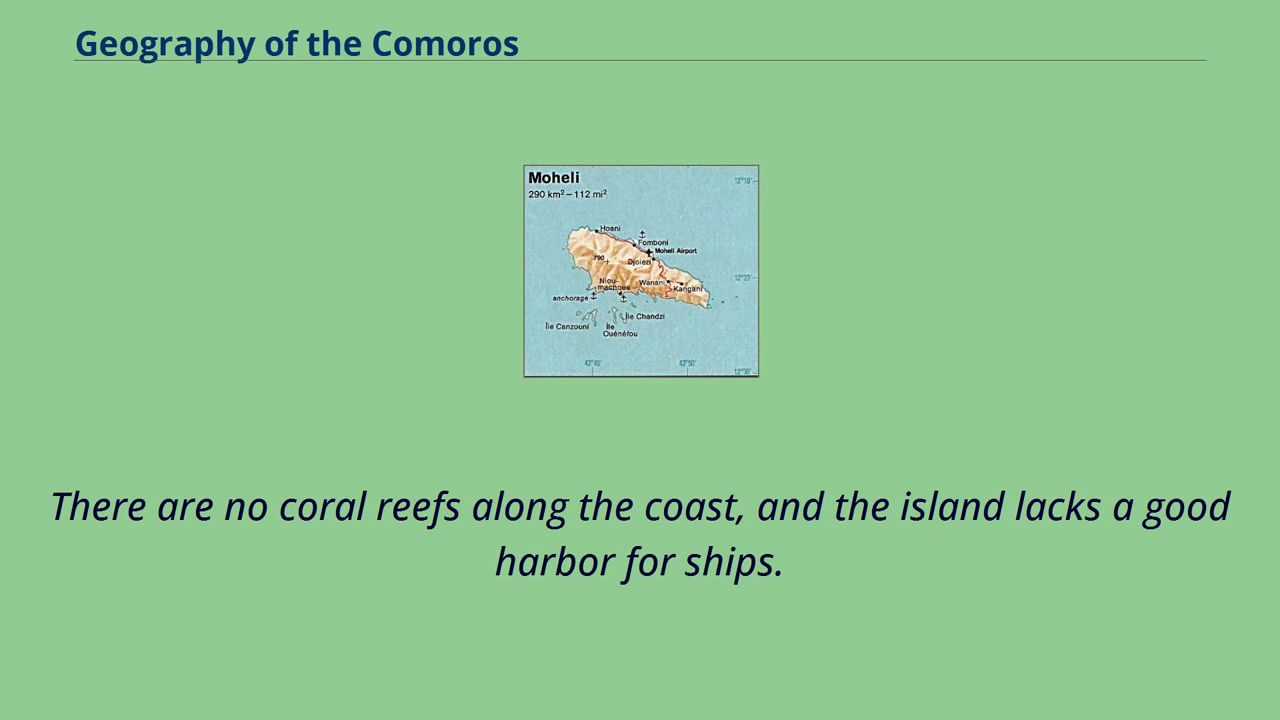 Geography of the Comoros
Moheli
290 km² – 112 mi²
12°10'
Hoani
Fomboni
Moheli Airport
790
Djoiezi
12°20'
Niou-
machoua
Wanani
Kangani
anchorage
Île Chandzi
Île Canzouni
Île
Ouénéfou
43°40'
43°50'
12°30'
There are no coral reefs along the coast, and the island lacks a good
harbor for ships.